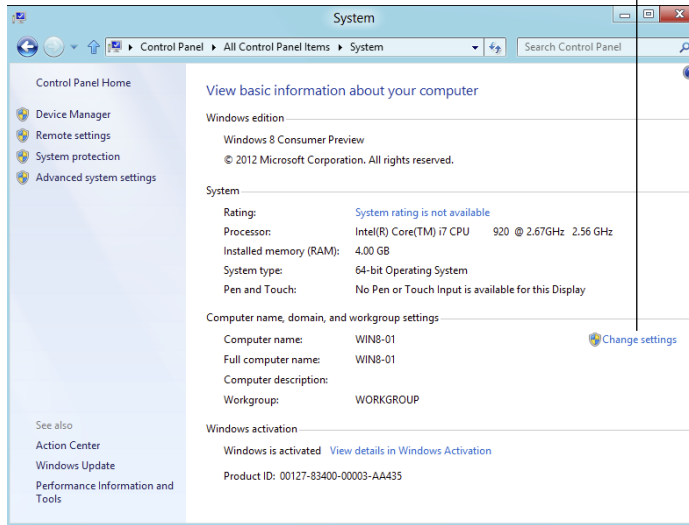 System
Control Panel All Control Panel Items System
Search Control Panel
Control Panel Home
Device Manager
Remote settings
System protection
Advanced system settings
See also
Action Center
Windows Update
Performance Information and
Tools
View basic information about your computer
Windows edition
Windows 8 Consumer Preview
© 2012 Microsoft Corporation. All rights reserved.
System
Rating: System rating is not available
Processor: Intel(R) Core(TM) i7 CPU 920 @ 2.67GHz 2.56 GHz
Installed memory (RAM): 4.00 GB
System type: 64-bit Operating System
Pen and Touch: No Pen or Touch Input is available for this Display
Computer name, domain, and workgroup settings
Computer name: WIN8-01 Change settings
Full computer name: WIN8-01
Computer description:
Workgroup: WORKGROUP
Windows activation
Windows is activated View details in Windows Activation
Product ID: 00127-83400-00003-AA435